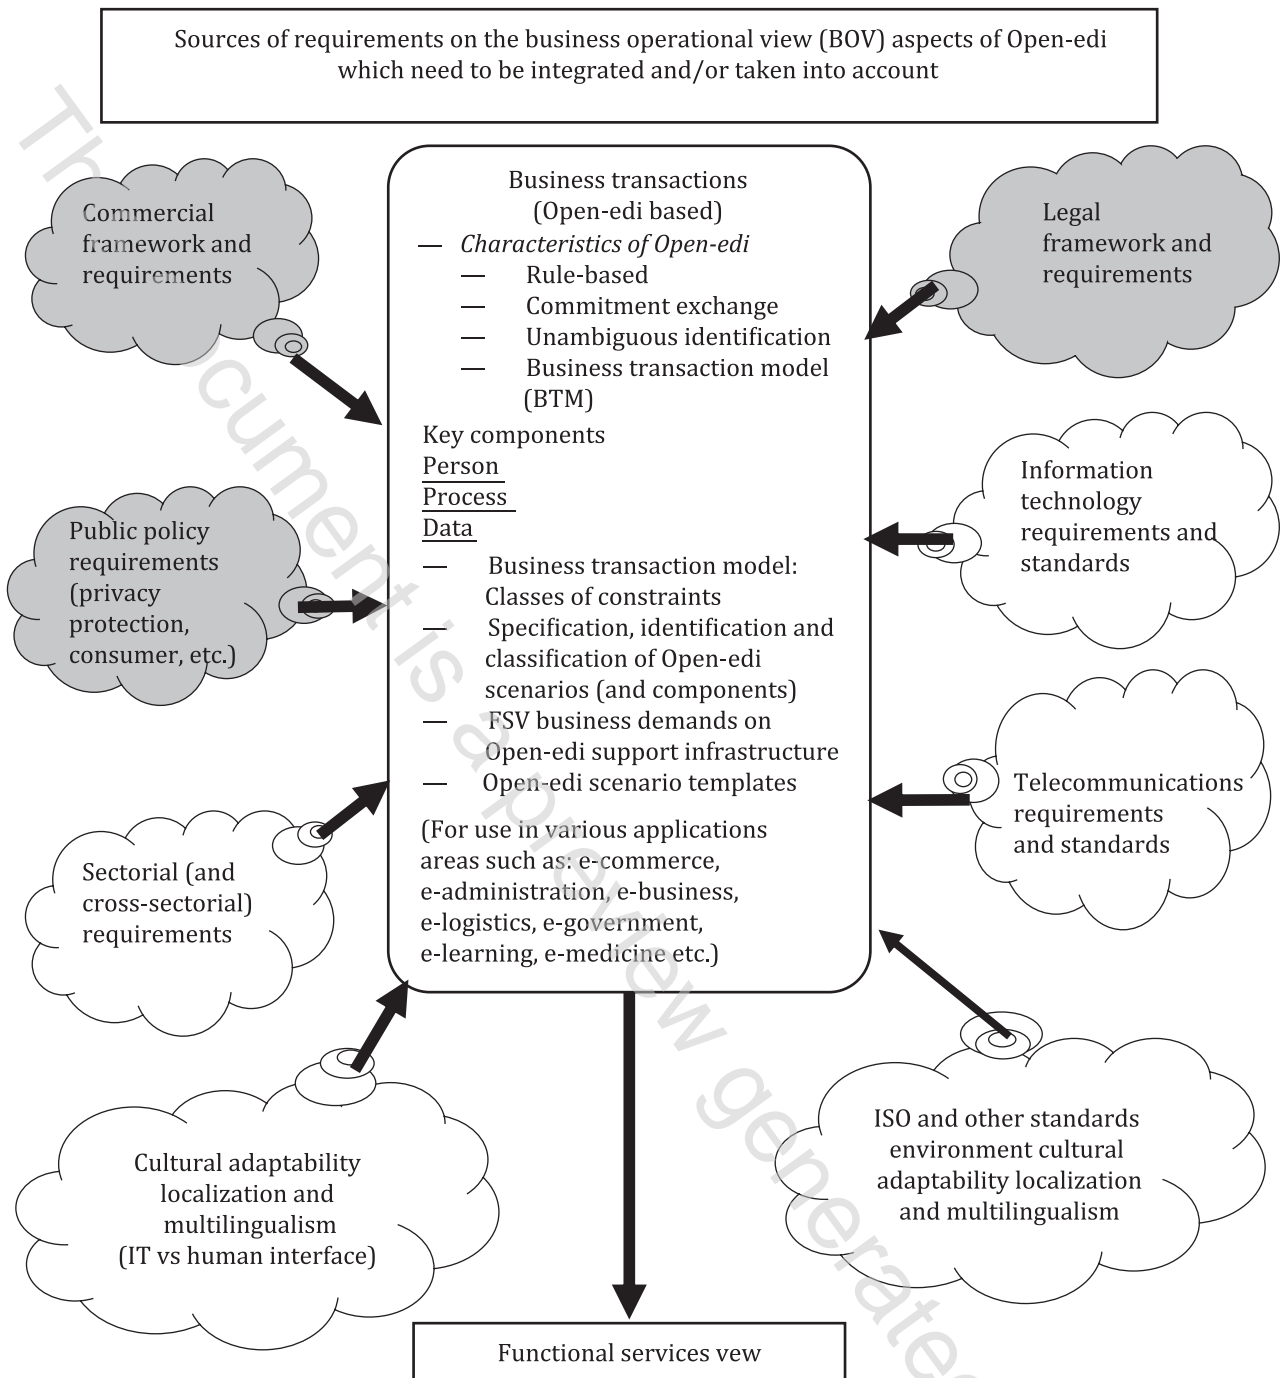 Sources of requirements on the business operational view (BOV) aspects of Open-edi
which need to be integrated and/or taken into account
Commercial
framework and
requirements
Public policy
requirements
(privacy
protection,
consumer, etc.)
Sectorial (and
cross-sectorial)
requirements
Cultural adaptability
localization and
multilingualism
(IT vs human interface)
Business transactions
(Open-edi based)
— Characteristics of Open-edi
— Rule-based
— Commitment exchange
— Unambiguous identification
— Business transaction model
(BTM)
Key components
Person
Process
Data
— Business transaction model:
Classes of constraints
— Specification, identification and
classification of Open-edi
scenarios (and components)
— FSV business demands on
Open-edi support infrastructure
— Open-edi scenario templates
(For use in various applications
areas such as: e-commerce,
e-administration, e-business,
e-logistics, e-government,
e-learning, e-medicine etc.)
Legal
framework and
requirements
Information
technology
requirements and
standards
Telecommunications
requirements
and standards
ISO and other standards
environment cultural
adaptability localization
and multilingualism
Functional services vew
This document is a preview generate